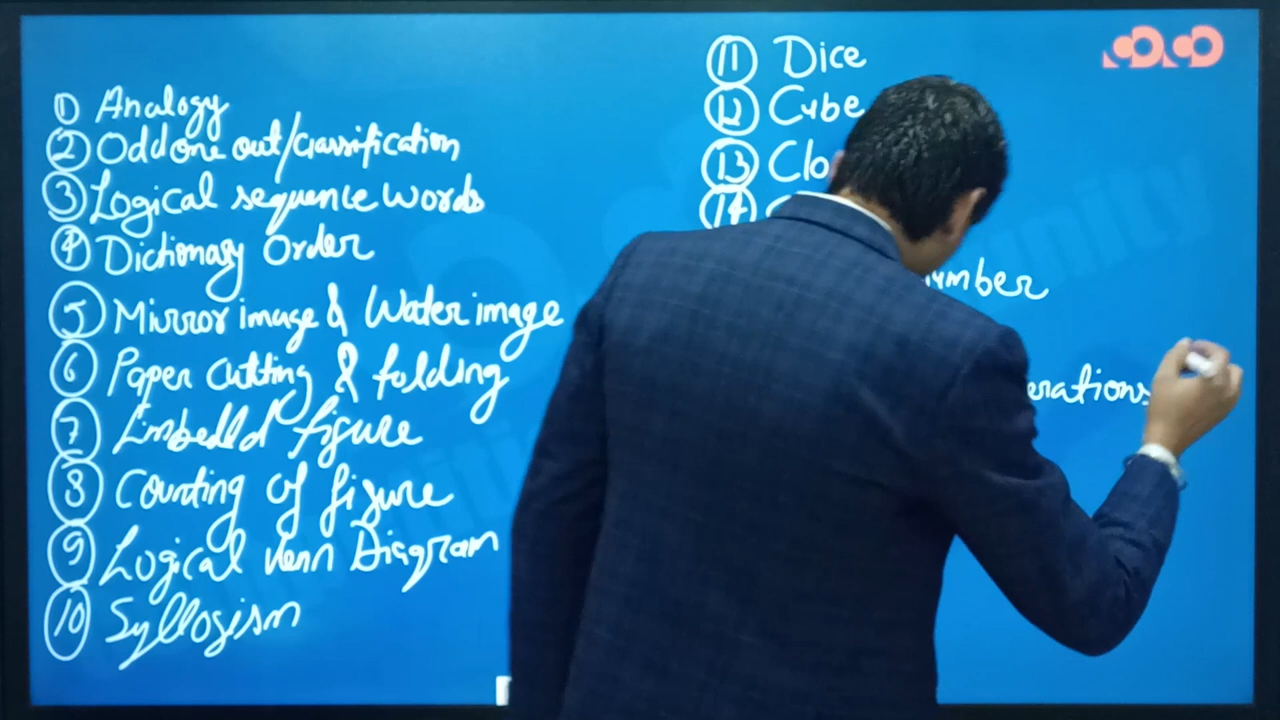 ① Analogy
② Odd one out/classification
③ Logical sequence words
④ Dictionary Order
⑤ Mirror image & Water image
⑥ Paper cutting & folding
⑦ Embedd figure
⑧ Counting of figure
⑨ Logical venn Diagram
⑩ Syllogism
⑪ Dice
⑫ Cube
⑬ Clo
⑭
umber
erations